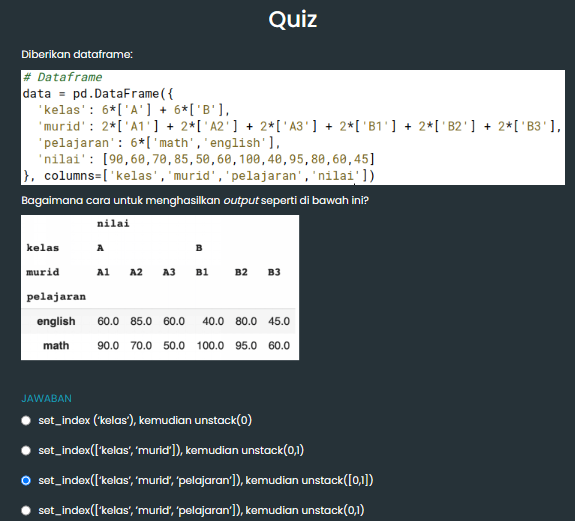 Quiz
Diberikan dataframe:
# Dataframe
data = pd.DataFrame({
  'kelas': 6*['A'] + 6*['B'],
  'murid': 2*['A1'] + 2*['A2'] + 2*['A3'] + 2*['B1'] + 2*['B2'] + 2*['B3'],
  'pelajaran': 6*['math','english'],
  'nilai': [90,60,70,85,50,60,100,40,95,80,60,45]
}, columns=['kelas','murid','pelajaran','nilai'])
Bagaimana cara untuk menghasilkan output seperti di bawah ini?
nilai
kelas A B
murid A1 A2 A3 B1 B2 B3
pelajaran
english 60.0 85.0 60.0 40.0 80.0 45.0
math 90.0 70.0 50.0 100.0 95.0 60.0
JAWABAN
set_index ('kelas'), kemudian unstack(0)
set_index(['kelas', 'murid']), kemudian unstack(0,1)
set_index(['kelas', 'murid', 'pelajaran']), kemudian unstack([0,1])
set_index(['kelas', 'murid', 'pelajaran']), kemudian unstack(0,1)